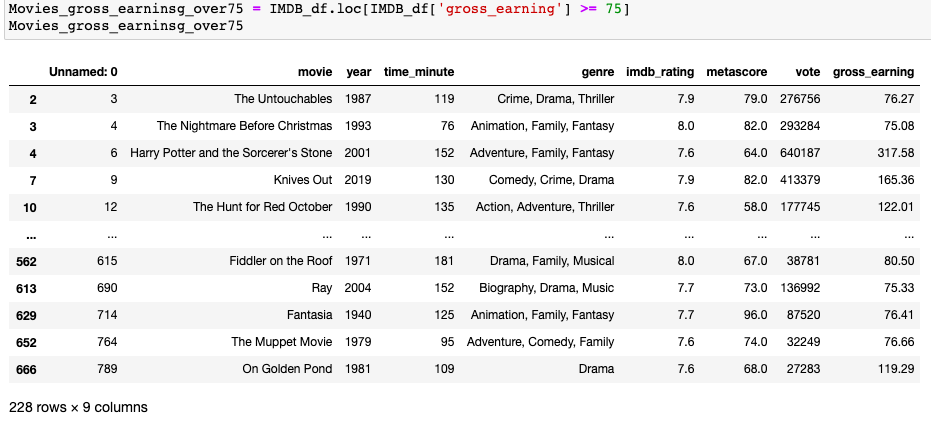 Movies_gross_earninsg_over75 = IMDB_df.loc[IMDB_df['gross_earning'] >= 75]
Movies_gross_earninsg_over75
Unnamed: 0 movie year time_minute genre imdb_rating metascore vote gross_earning
2 3 The Untouchables 1987 119 Crime, Drama, Thriller 7.9 79.0 276756 76.27
3 4 The Nightmare Before Christmas 1993 76 Animation, Family, Fantasy 8.0 82.0 293284 75.08
4 6 Harry Potter and the Sorcerer's Stone 2001 152 Adventure, Family, Fantasy 7.6 64.0 640187 317.58
7 9 Knives Out 2019 130 Comedy, Crime, Drama 7.9 82.0 413379 165.36
10 12 The Hunt for Red October 1990 135 Action, Adventure, Thriller 7.6 58.0 177745 122.01
... ... ... ... ... ... ... ... ... ...
562 615 Fiddler on the Roof 1971 181 Drama, Family, Musical 8.0 67.0 38781 80.50
613 690 Ray 2004 152 Biography, Drama, Music 7.7 73.0 136992 75.33
629 714 Fantasia 1940 125 Animation, Family, Fantasy 7.7 96.0 87520 76.41
652 764 The Muppet Movie 1979 95 Adventure, Comedy, Family 7.6 74.0 32249 76.66
666 789 On Golden Pond 1981 109 Drama 7.6 68.0 27283 119.29
228 rows × 9 columns